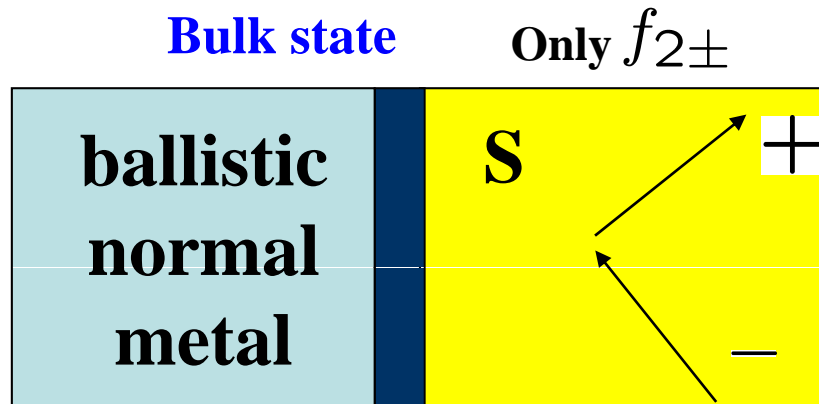 Bulk state
Only f2±
ballistic
normal
metal
S
+
−